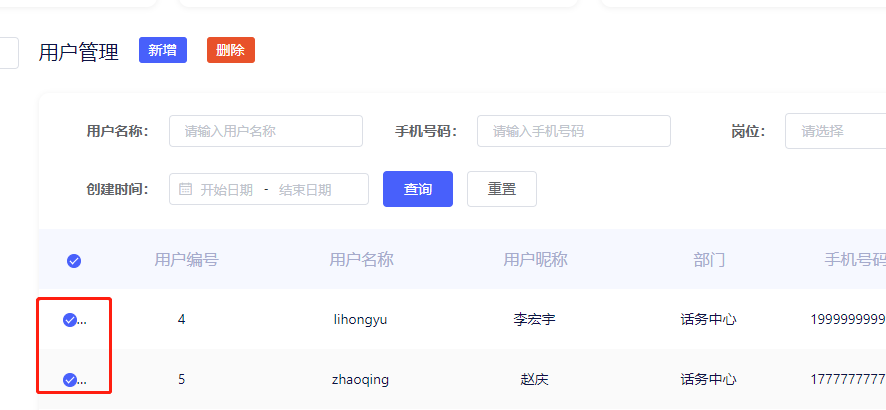 用户管理 新增 删除
用户名称： 请输入用户名称 手机号码： 请输入手机号码 岗位： 请选择
创建时间： 开始日期 - 结束日期 查询 重置
用户编号 用户名称 用户昵称 部门 手机号码
... 4 lihongyu 李宏宇 话务中心 1999999999
... 5 zhaoqing 赵庆 话务中心 1777777777